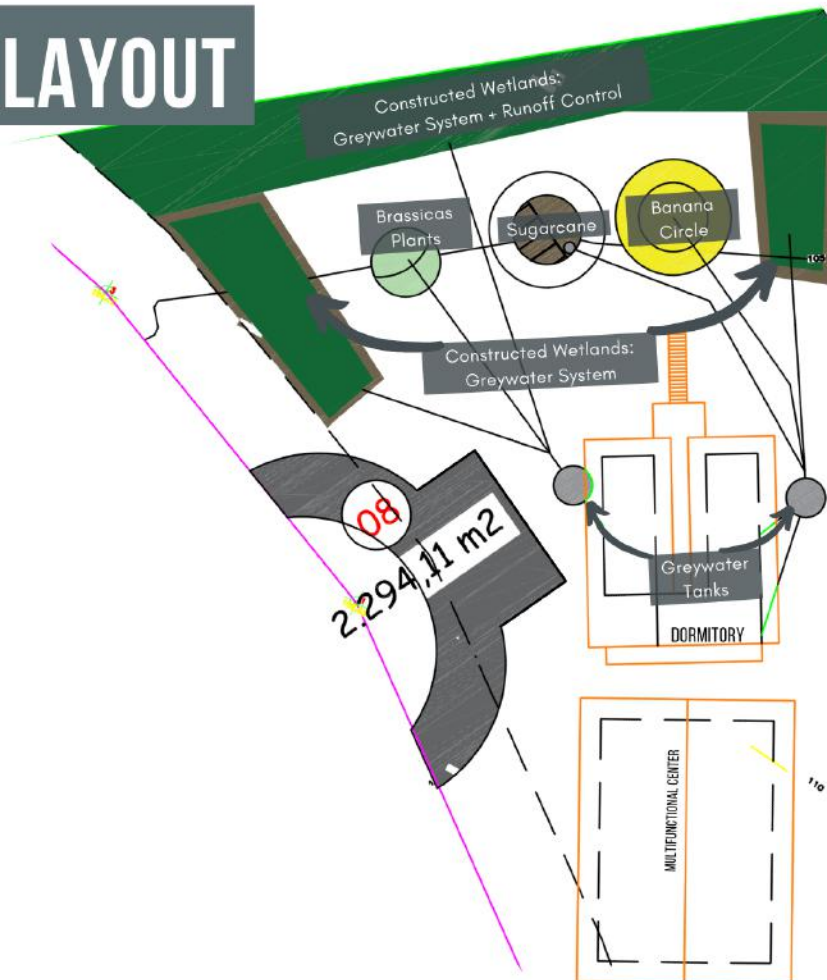 LAYOUT
Constructed Wetlands:
Greywater System + Runoff Control
Brassicas
Plants
Sugarcane
Banana
Circle
105
Constructed Wetlands:
Greywater System
08
2.294,11 m2
Greywater
Tanks
DORMITORY
MULTIFUNCTIONAL CENTER
110